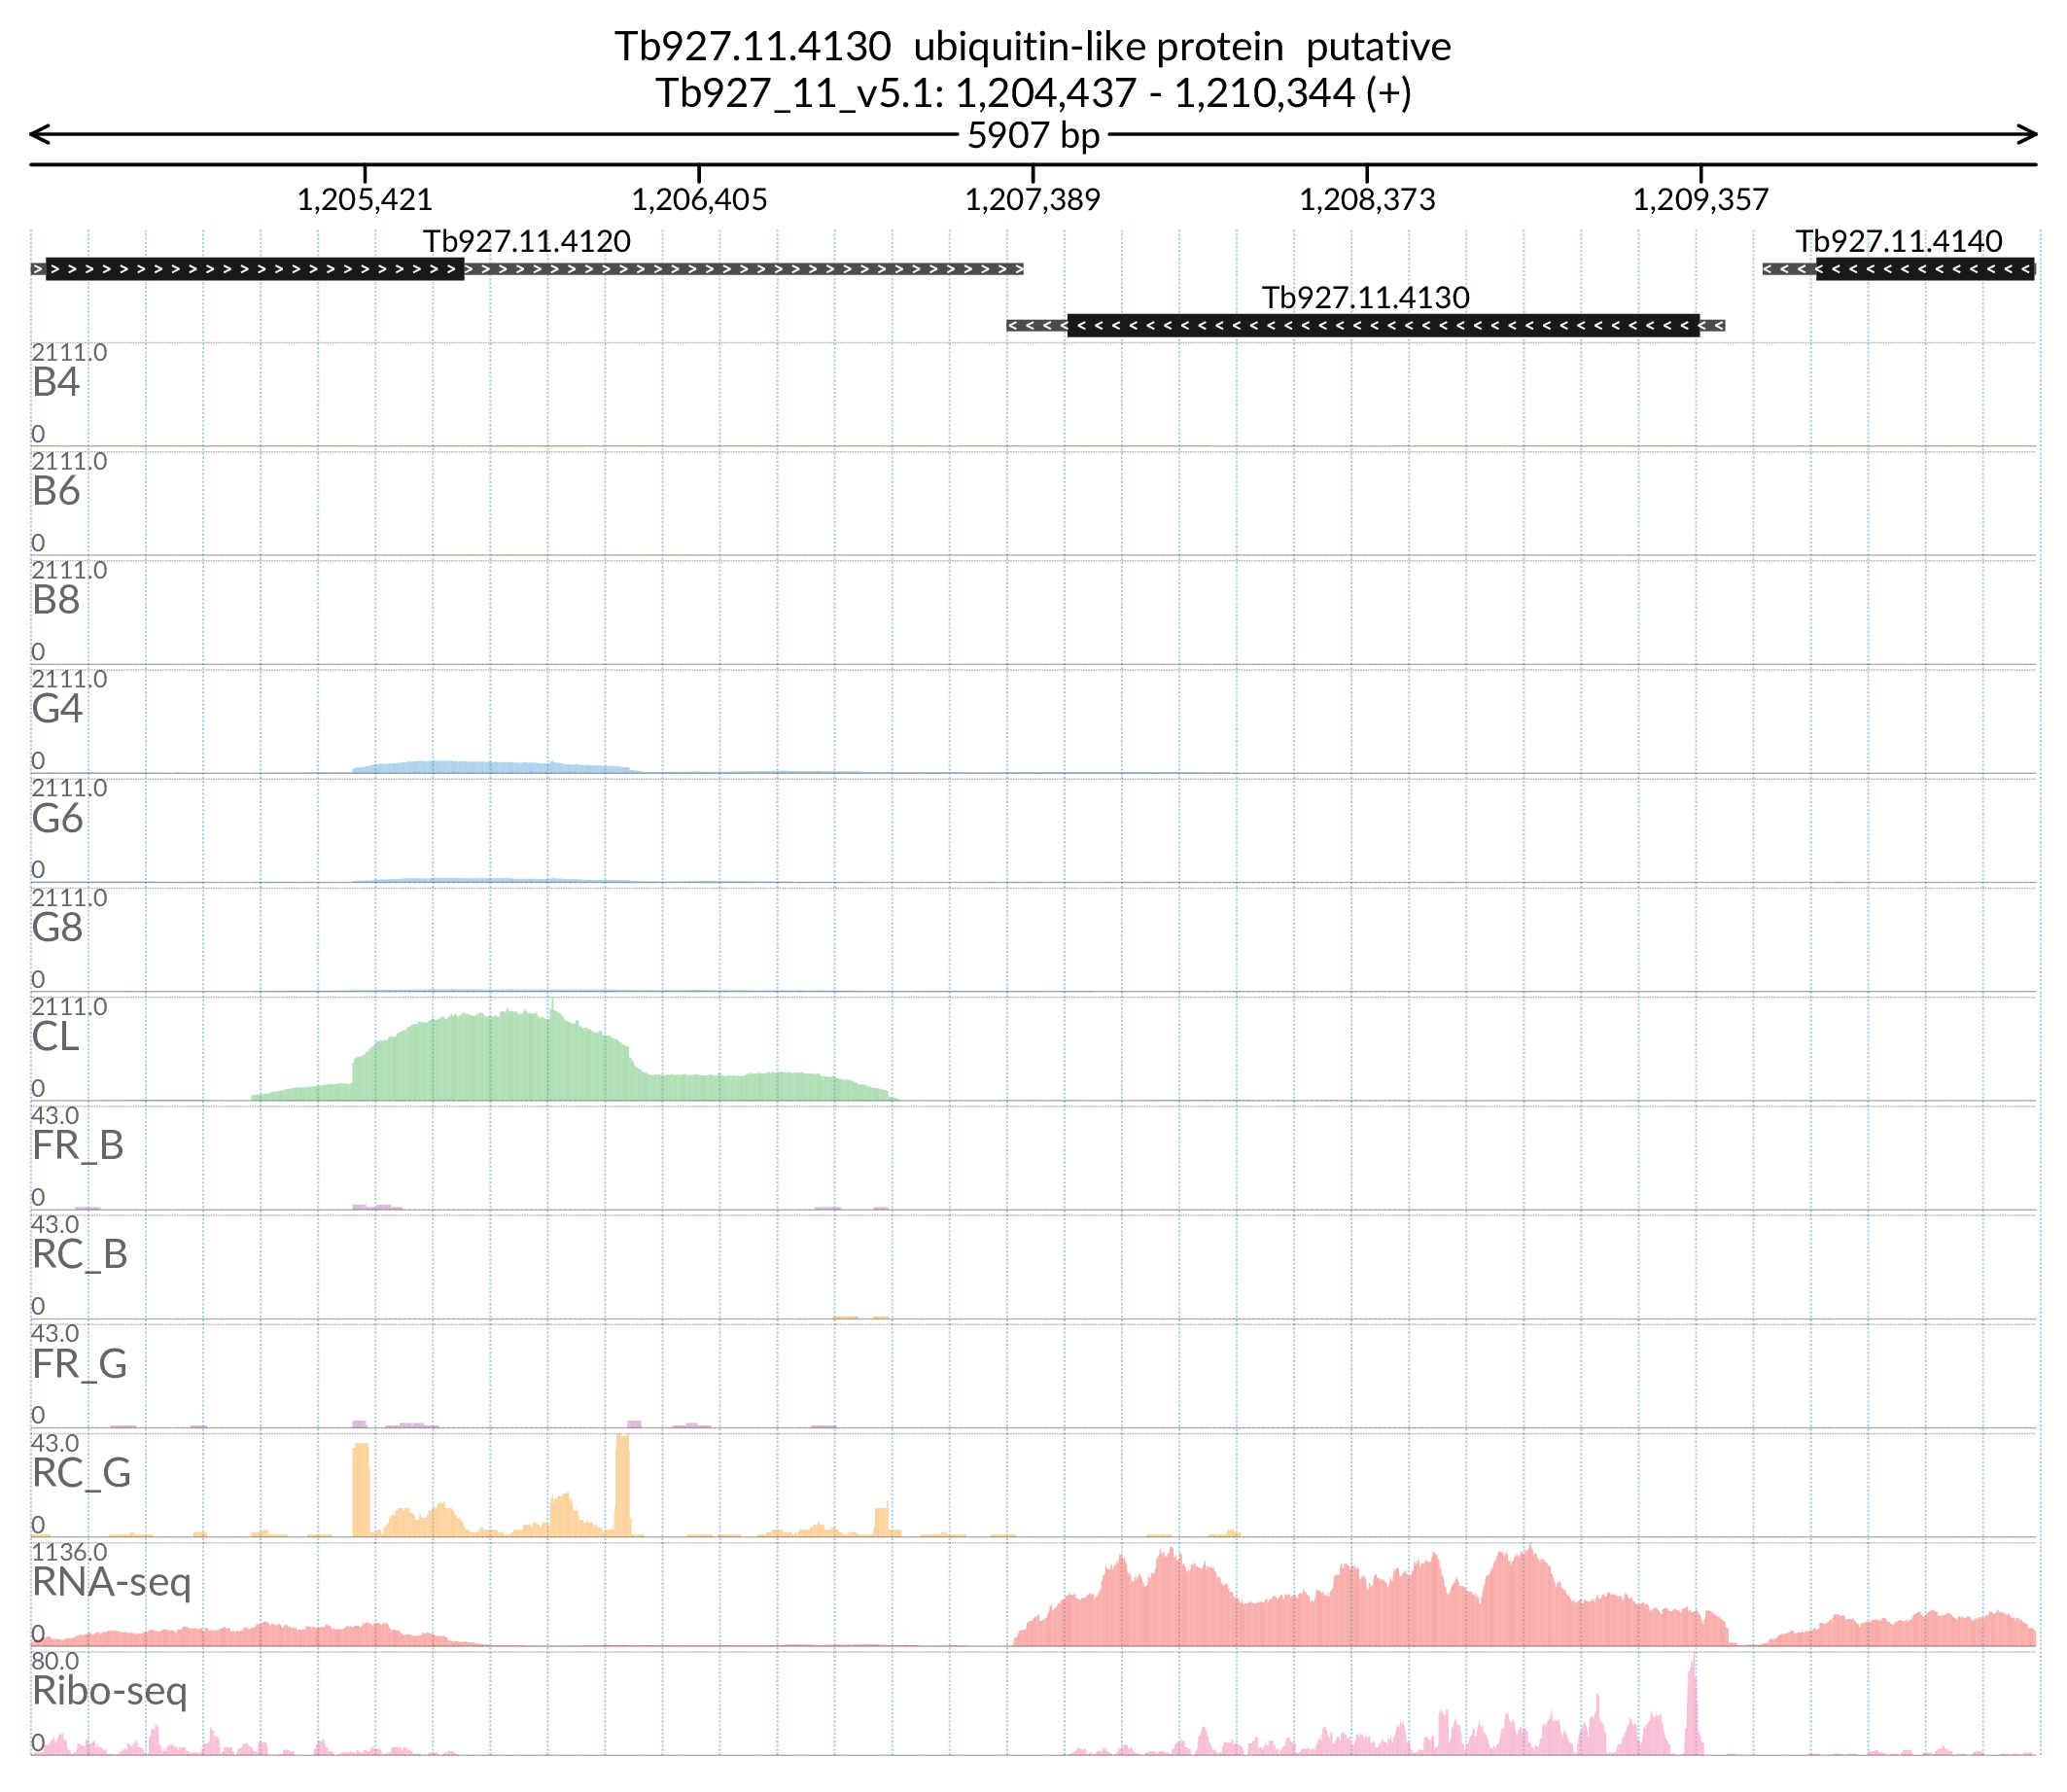 Tb927.11.4130  ubiquitin-like protein  putative
Tb927_11_v5.1: 1,204,437 - 1,210,344 (+)
5907 bp
1,205,421 1,206,405 1,207,389 1,208,373 1,209,357
Tb927.11.4120 Tb927.11.4140
Tb927.11.4130
2111.0
B4
0
2111.0
B6
0
2111.0
B8
0
2111.0
G4
0
2111.0
G6
0
2111.0
G8
0
2111.0
CL
0
43.0
FR_B
0
43.0
RC_B
0
43.0
FR_G
0
43.0
RC_G
0
1136.0
RNA-seq
0
80.0
Ribo-seq
0